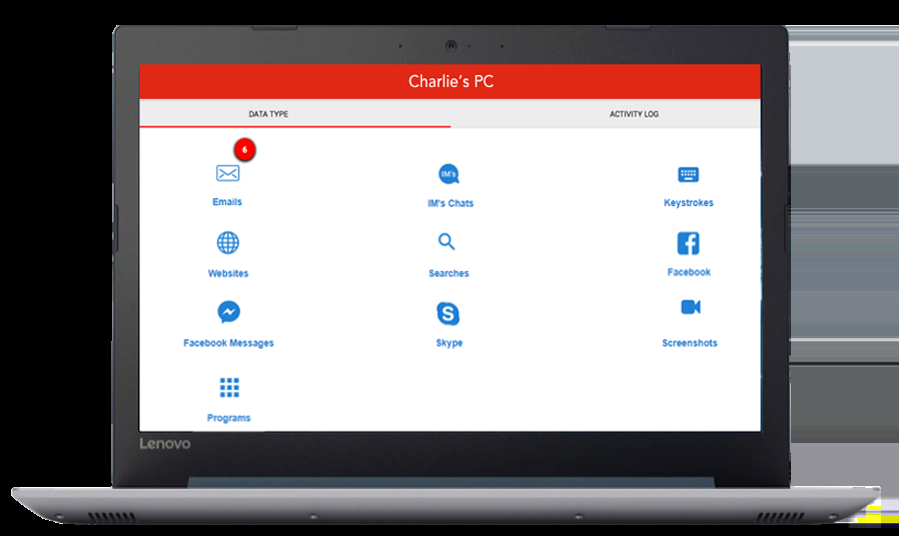 Charlie's PC
DATA TYPE
ACTIVITY LOG
6
Emails
IM's
IM's Chats
Keystrokes
Websites
Searches
Facebook
Facebook Messages
Skype
Screenshots
Programs
Lenovo